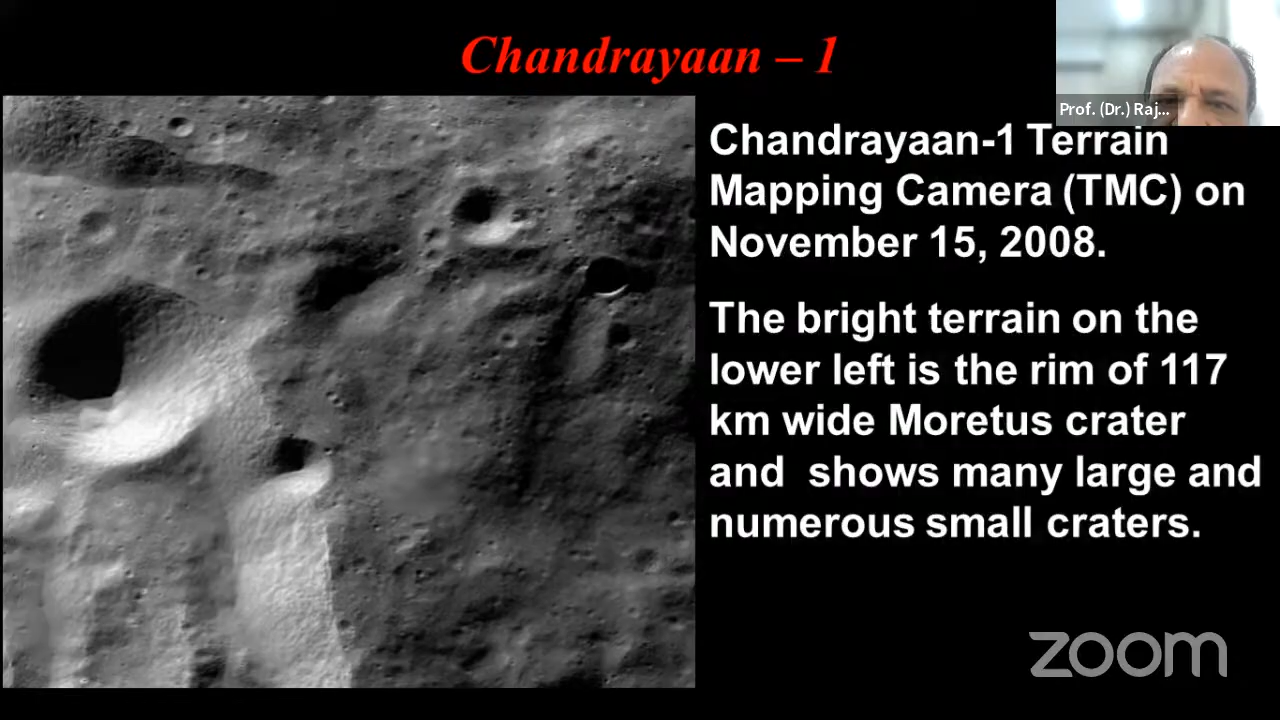 Chandrayaan – 1
Prof. (Dr.) Raj...
Chandrayaan-1 Terrain
Mapping Camera (TMC) on
November 15, 2008.
The bright terrain on the
lower left is the rim of 117
km wide Moretus crater
and  shows many large and
numerous small craters.
zoom